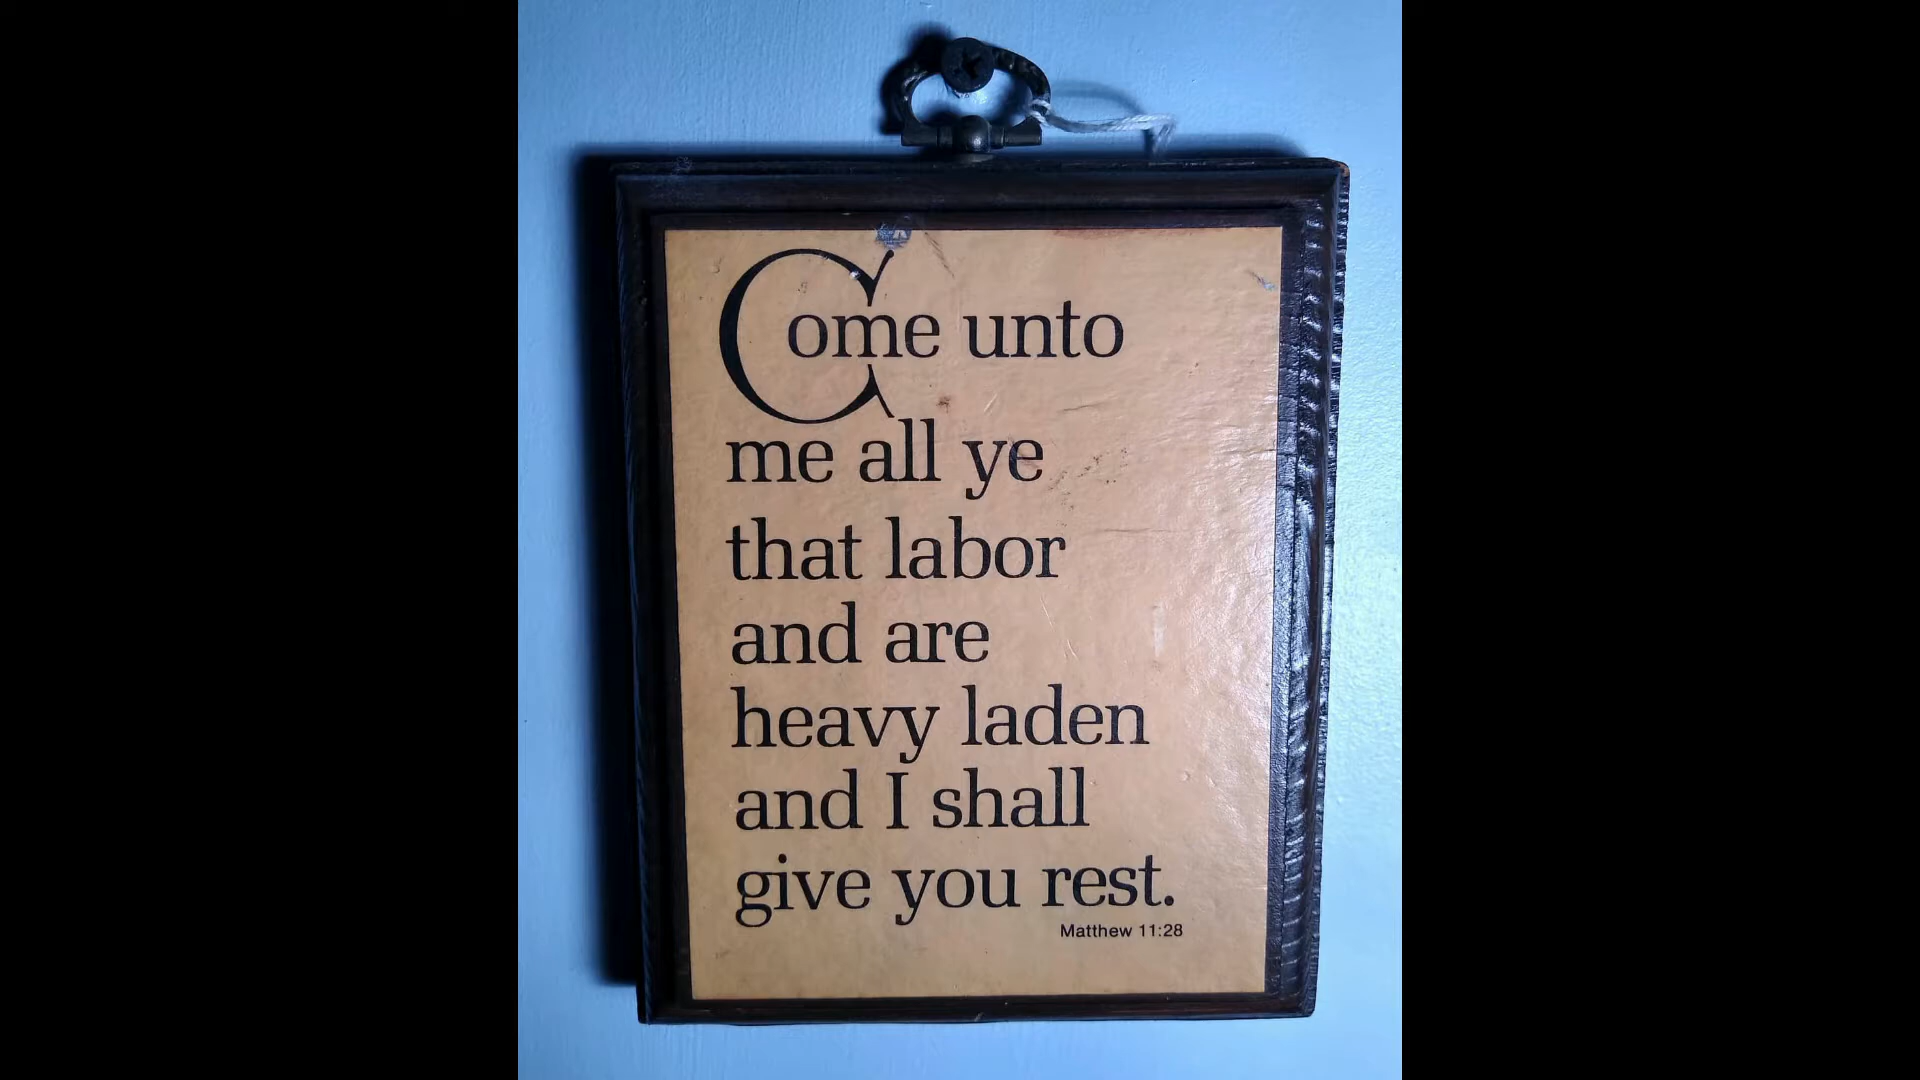 Come unto
me all ye
that labor
and are
heavy laden
and I shall
give you rest.
Matthew 11:28